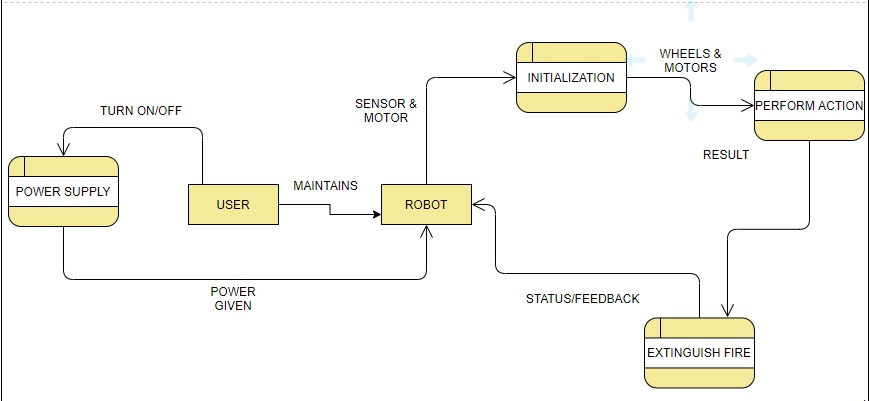 WHEELS &
MOTORS
INITIALIZATION
SENSOR &
MOTOR
PERFORM ACTION
TURN ON/OFF
RESULT
POWER SUPPLY
MAINTAINS
USER
ROBOT
POWER
GIVEN
STATUS/FEEDBACK
EXTINGUISH FIRE